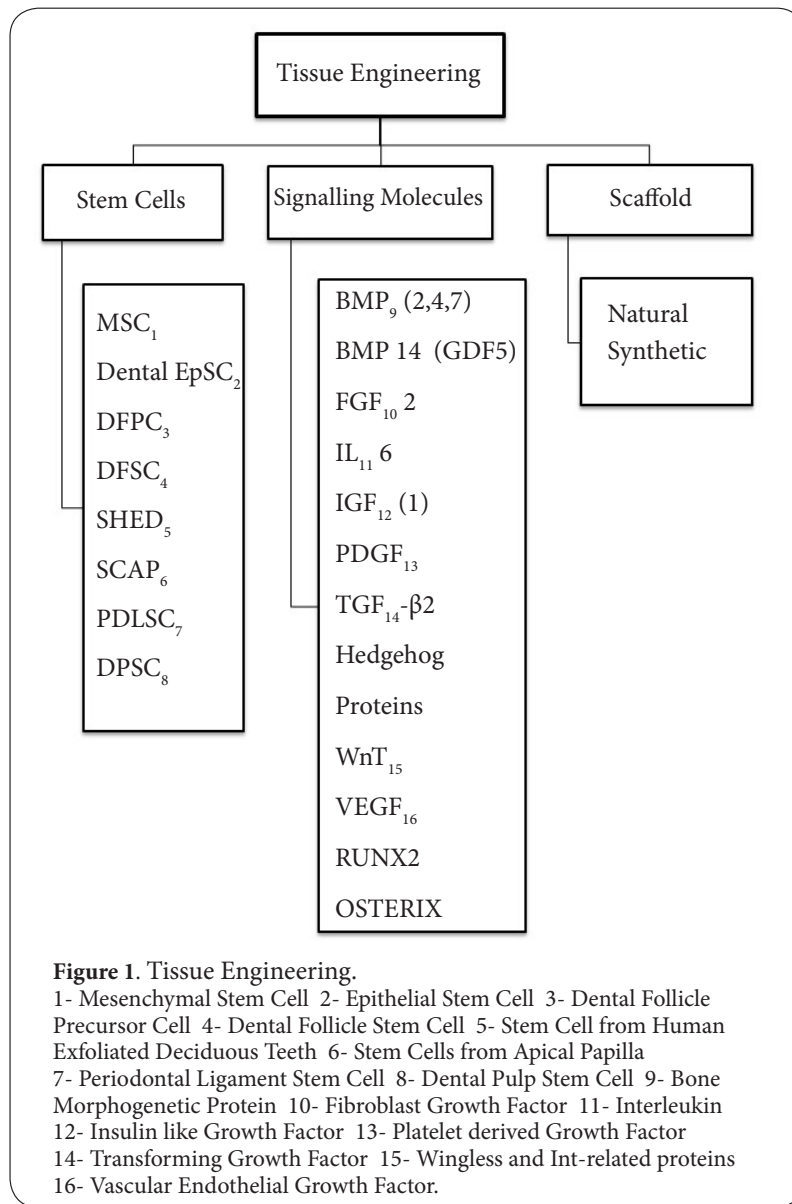 Tissue Engineering
Stem Cells
Signalling Molecules
Scaffold
MSC₁
Dental EpSC₂
DFPC₃
DFSC₄
SHED₅
SCAP₆
PDLSC₇
DPSC₈
BMP₉ (2,4,7)
BMP 14 (GDF5)
FGF₁₀ 2
IL₁₁ 6
IGF₁₂ (1)
PDGF₁₃
TGF₁₄-β2
Hedgehog
Proteins
WnT₁₅
VEGF₁₆
RUNX2
OSTERIX
Natural
Synthetic
Figure 1. Tissue Engineering.
1- Mesenchymal Stem Cell 2- Epithelial Stem Cell 3- Dental Follicle
Precursor Cell 4- Dental Follicle Stem Cell 5- Stem Cell from Human
Exfoliated Deciduous Teeth 6- Stem Cells from Apical Papilla
7- Periodontal Ligament Stem Cell 8- Dental Pulp Stem Cell 9- Bone
Morphogenetic Protein 10- Fibroblast Growth Factor 11- Interleukin
12- Insulin like Growth Factor 13- Platelet derived Growth Factor
14- Transforming Growth Factor 15- Wingless and Int-related proteins
16- Vascular Endothelial Growth Factor.